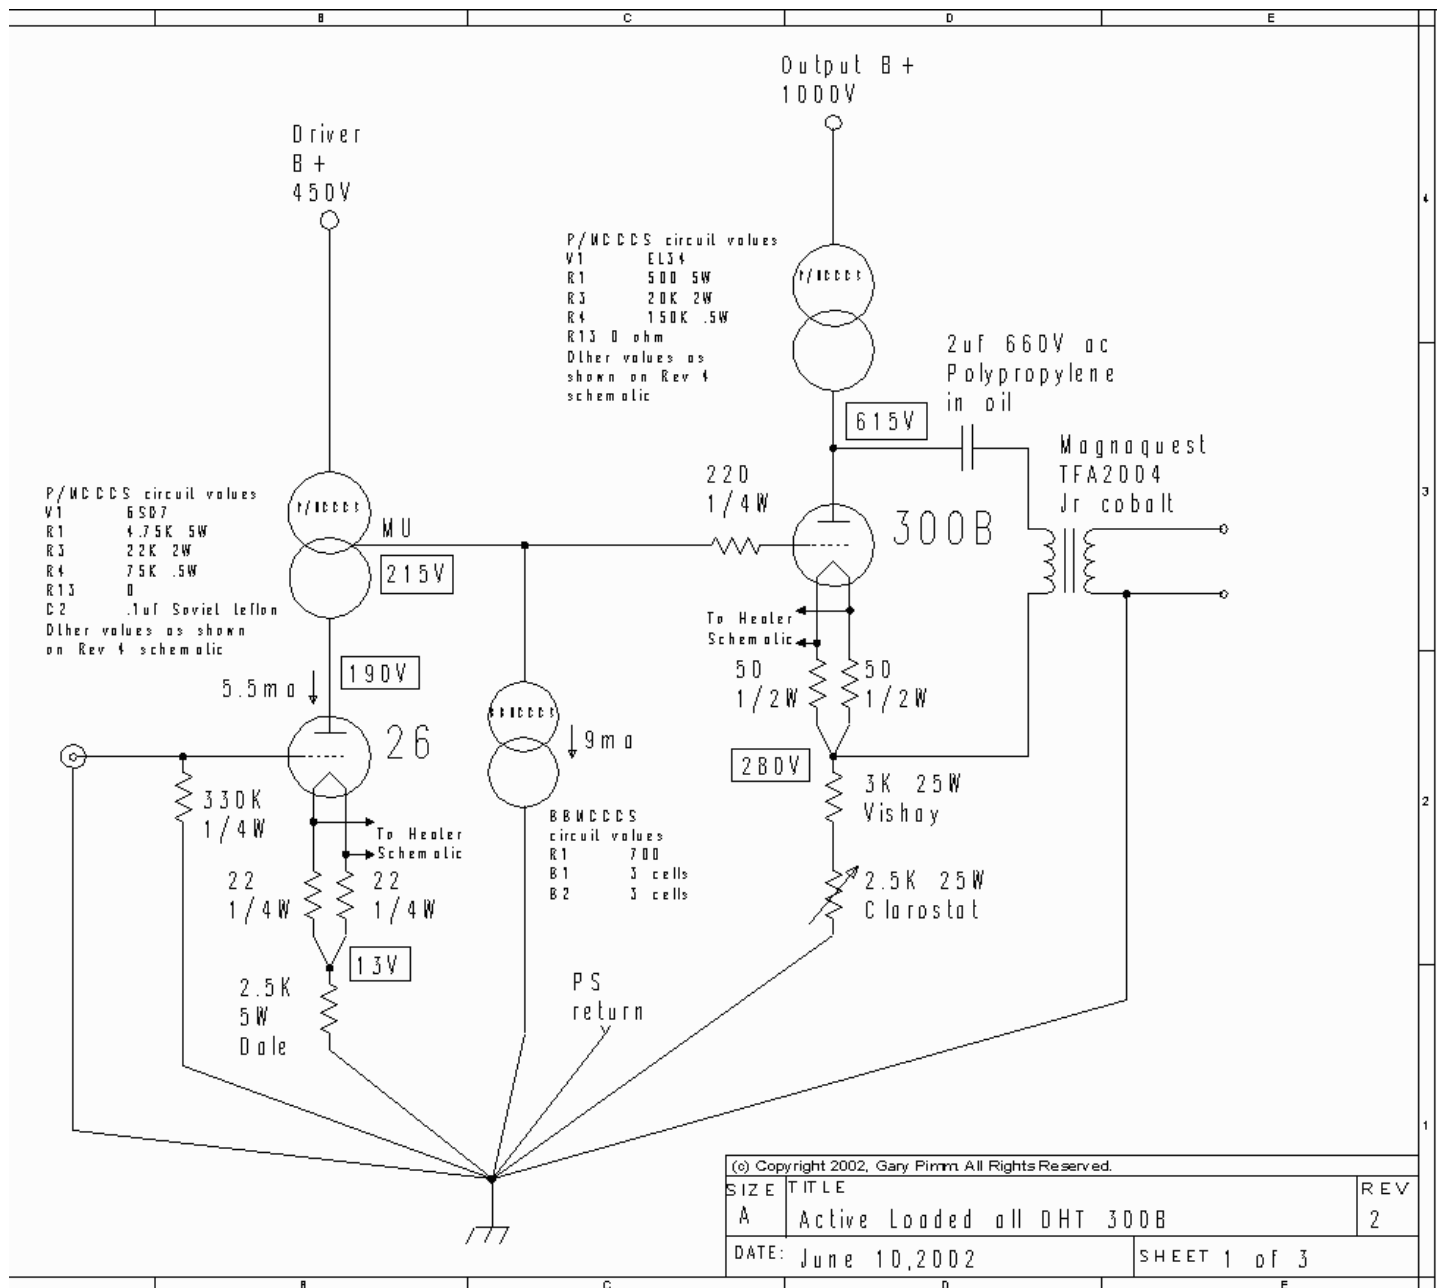 B
C
D
E
Output B+
1000V
Driver
B+
450V
4
P/MCCCS circuit values
V1 EL34
R1 500 5W
R3 20K 2W
R4 150K .5W
R13 0 ohm
Other values as
shown on Rev 4
schematic
P/MCCCS
2uf 660V ac
Polypropylene
in oil
615V
Magnaquest
TFA2004
Jr cobalt
220
1/4W
300B
3
P/MCCCS circuit values
V1 6SD7
R1 4.75K 5W
R3 22K 2W
R4 75K .5W
R13 0
C2 .1uf Soviet teflon
Other values as shown
on Rev 4 schematic
P/MCCCS
MU
215V
To Heater
Schematic
50
1/2W
50
1/2W
5.5ma
190V
26
BBMCCCS
9ma
280V
3K 25W
Vishay
2
330K
1/4W
To Heater
Schematic
BBMCCCS
circuit values
R1 700
B1 3 cells
B2 3 cells
22
1/4W
22
1/4W
2.5K 25W
Clarostat
13V
2.5K
5W
Dale
PS
return
1
(c) Copyright 2002, Gary Pimm. All Rights Reserved.
SIZE TITLE REV
A Active Loaded all DHT 300B 2
DATE: June 10,2002 SHEET 1 of 3
B
C
D
E